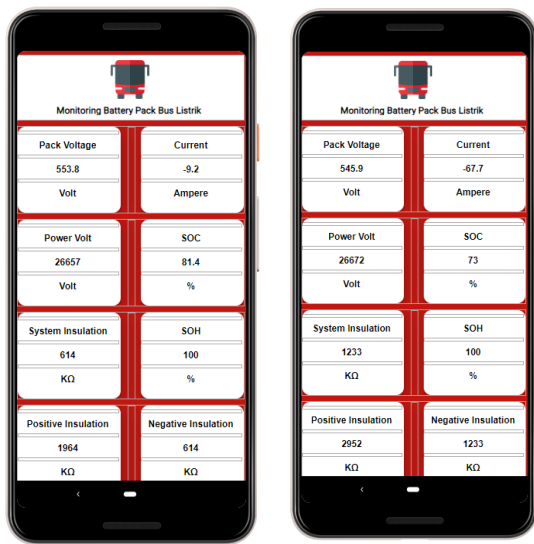 Monitoring Battery Pack Bus Listrik
Pack Voltage
553.8
Volt
Current
-9.2
Ampere
Power Volt
26657
Volt
SOC
81.4
%
System Insulation
614
KΩ
SOH
100
%
Positive Insulation
1964
KΩ
Negative Insulation
614
KΩ
Monitoring Battery Pack Bus Listrik
Pack Voltage
545.9
Volt
Current
-67.7
Ampere
Power Volt
26672
Volt
SOC
73
%
System Insulation
1233
KΩ
SOH
100
%
Positive Insulation
2952
KΩ
Negative Insulation
1233
KΩ